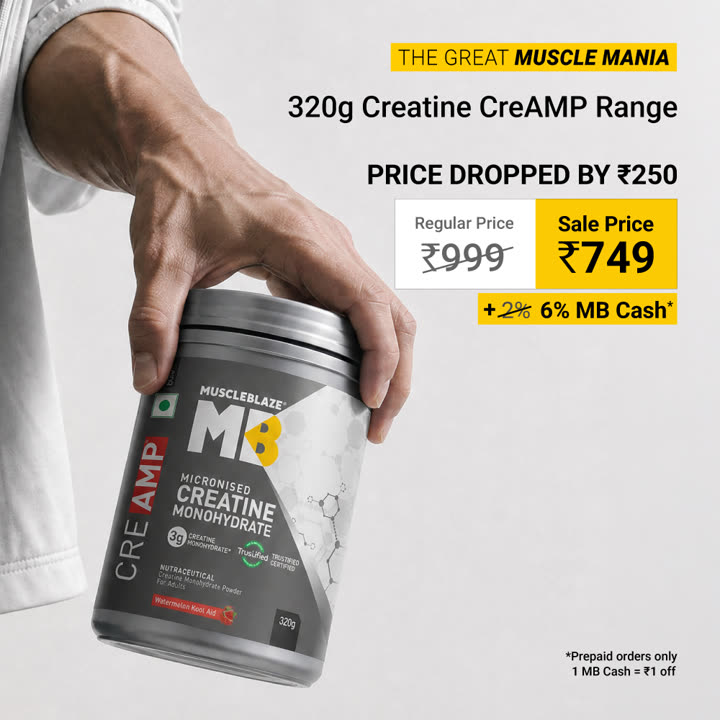 THE GREAT MUSCLE MANIA
320g Creatine CreAMP Range
PRICE DROPPED BY ₹250
Regular Price
₹999
Sale Price
₹749
+ 2% 6% MB Cash*
MUSCLEBLAZE®
MB
CRE AMP
MICRONISED
CREATINE
MONOHYDRATE
3g CREATINE
MONOHYDRATE*
Trustified
TRUSTIFIED
CERTIFIED
NUTRACEUTICAL
Creatine Monohydrate Powder
For Adults
Watermelon Kool Aid
320g
*Prepaid orders only
1 MB Cash = ₹1 off